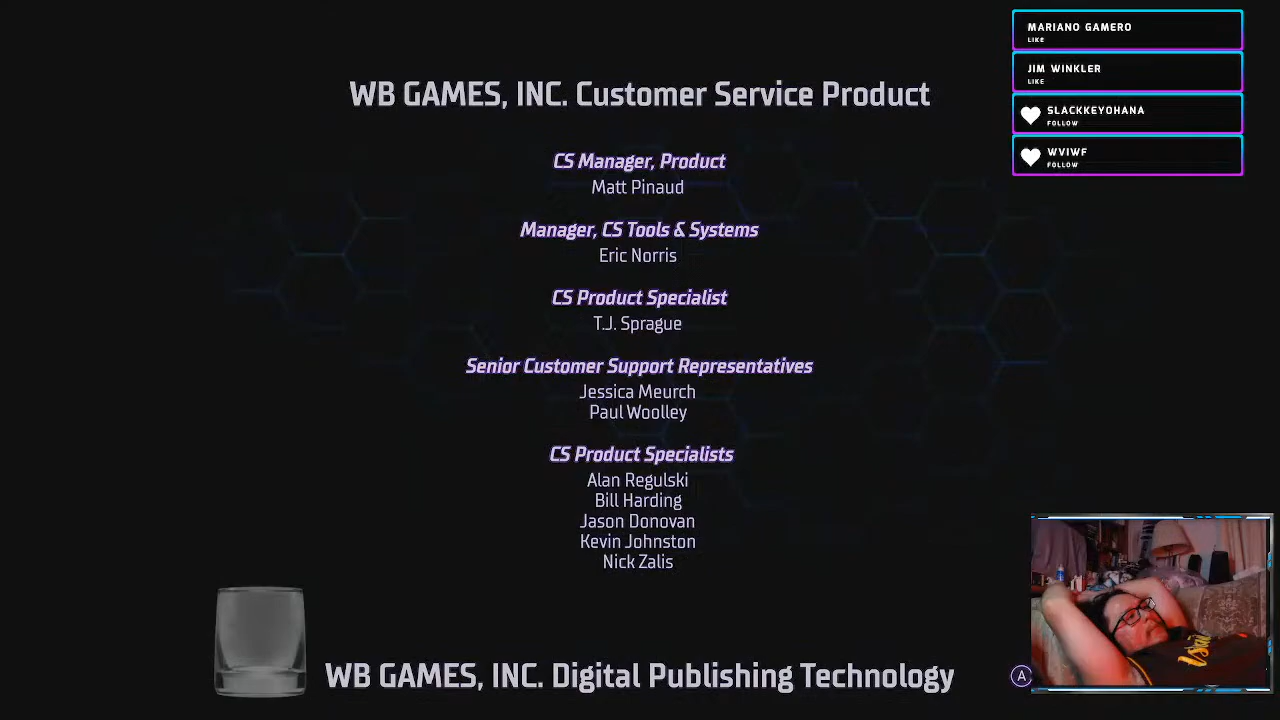 WB GAMES, INC. Customer Service Product
CS Manager, Product
Matt Pinaud
Manager, CS Tools & Systems
Eric Norris
CS Product Specialist
T.J. Sprague
Senior Customer Support Representatives
Jessica Meurch
Paul Woolley
CS Product Specialists
Alan Regulski
Bill Harding
Jason Donovan
Kevin Johnston
Nick Zalis
WB GAMES, INC. Digital Publishing Technology
MARIANO GAMERO
LIKE
JIM WINKLER
LIKE
SLACKKEYOHANA
FOLLOW
WVIWF
FOLLOW
A